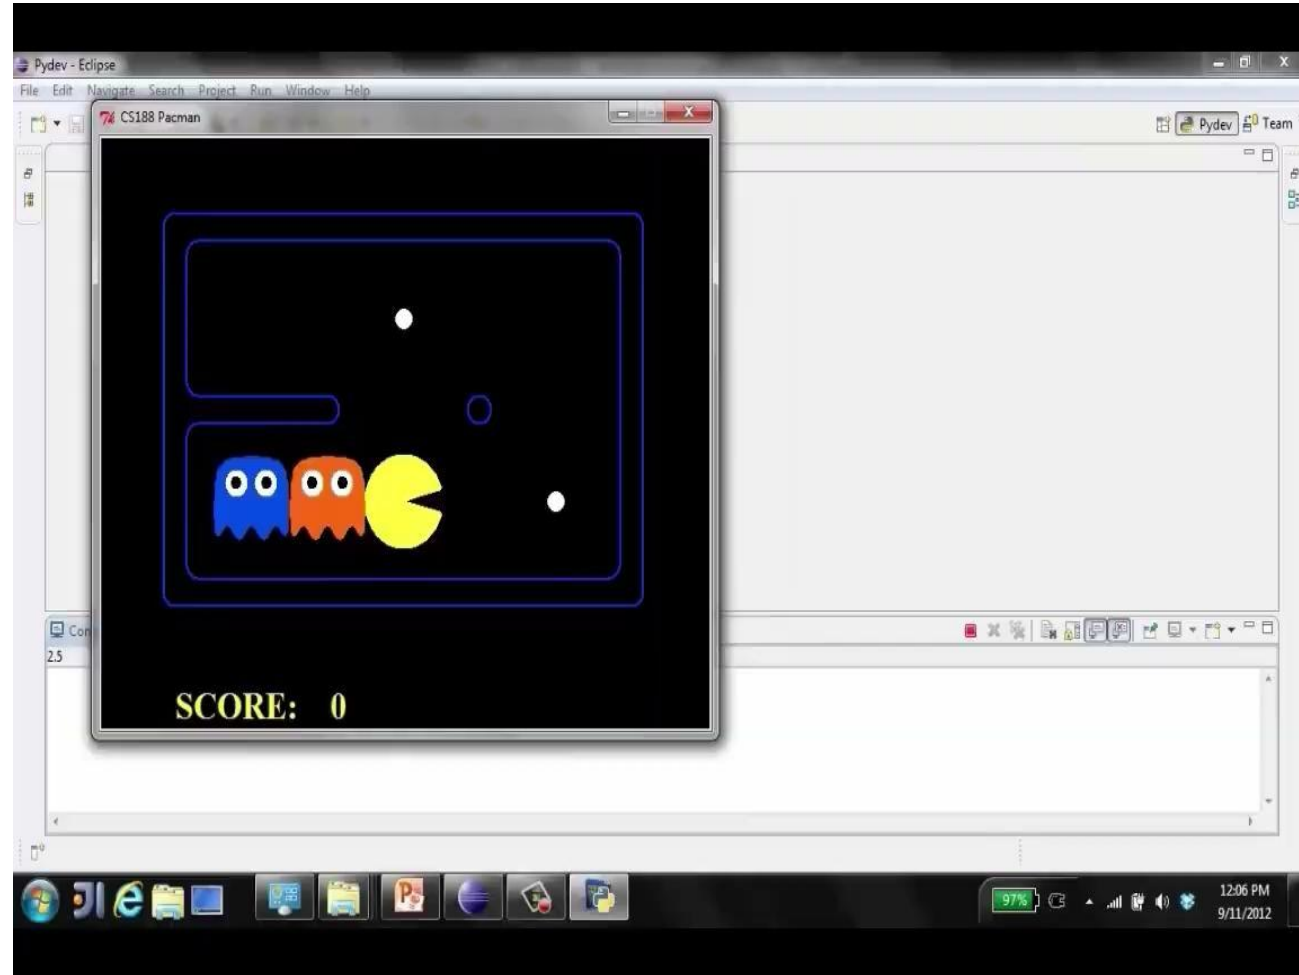 Pydev - Eclipse
File Edit Navigate Search Project Run Window Help
CS188 Pacman
Pydev Team
Con
2.5
SCORE: 0
97%
12:06 PM
9/11/2012